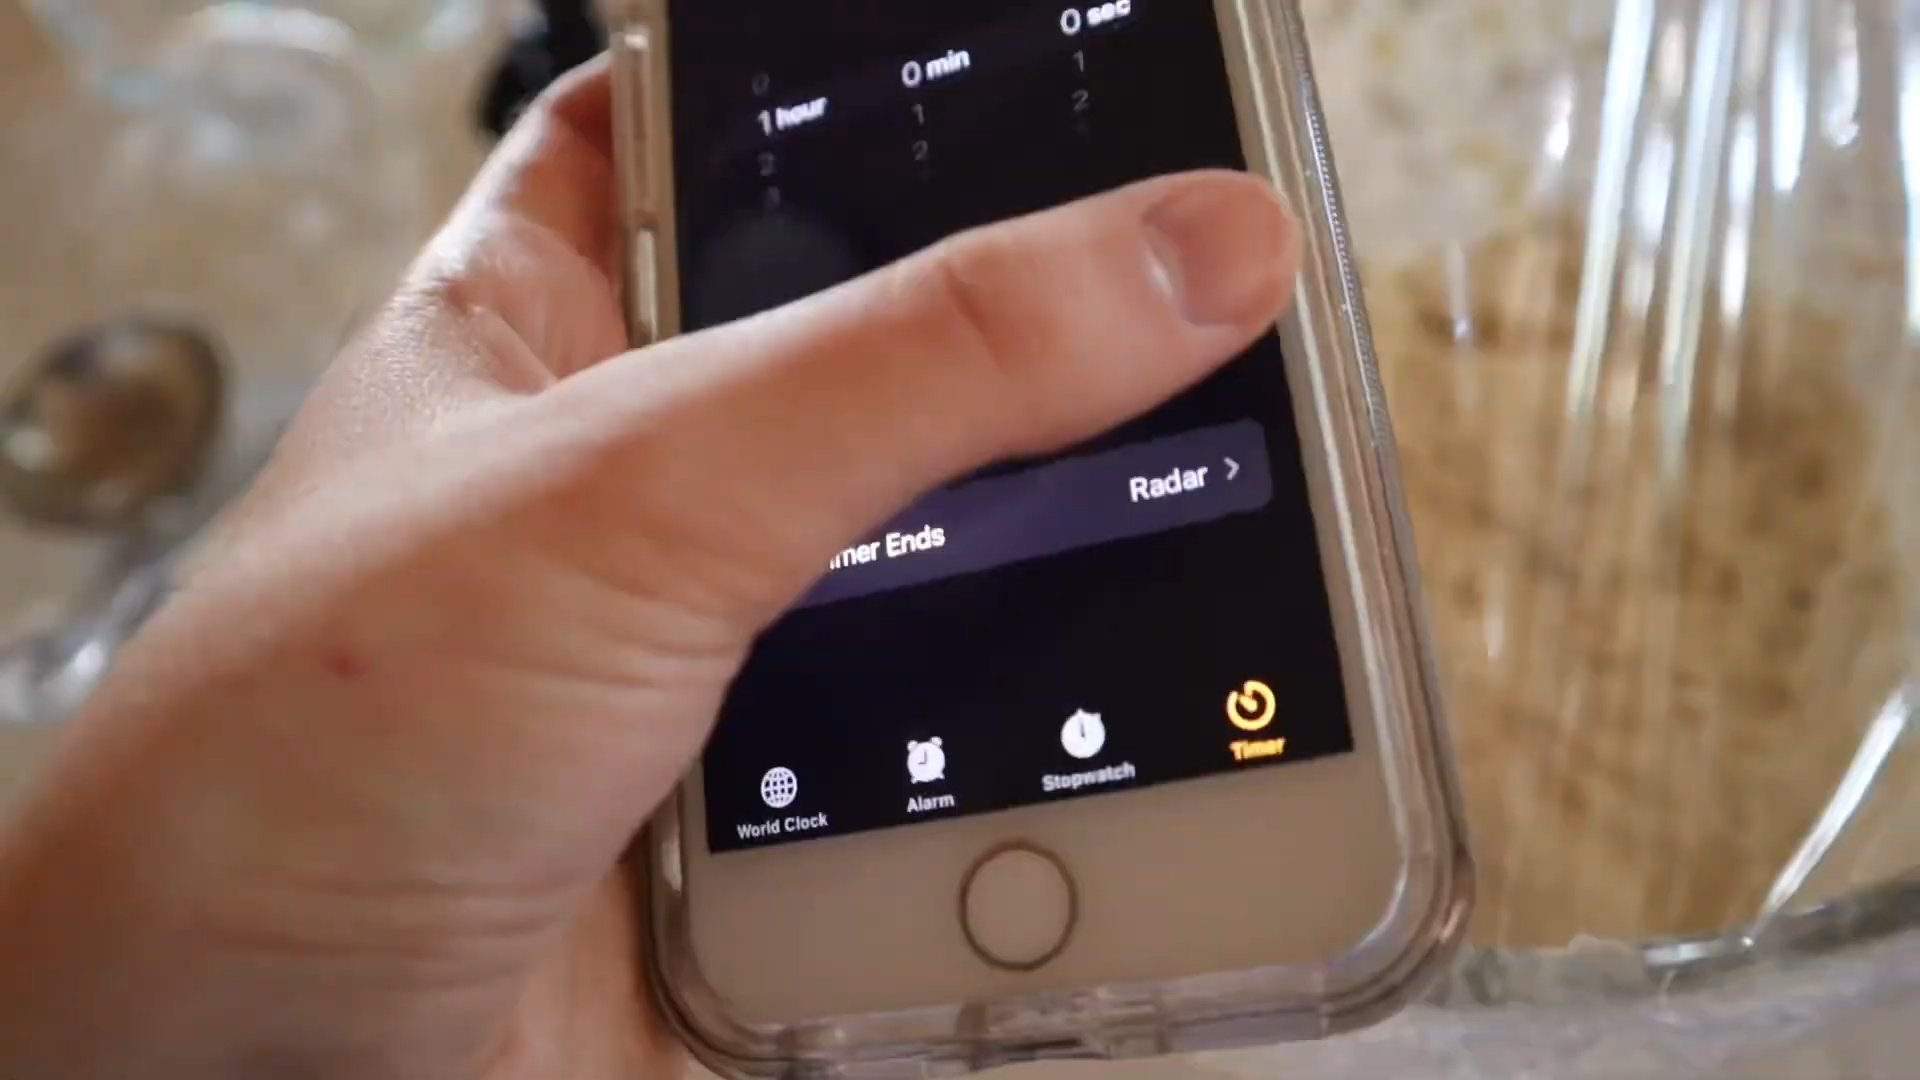 0
1 hour
2
3
0 min
1
2
0 sec
1
2
imer Ends
Radar
World Clock
Alarm
Stopwatch
Timer